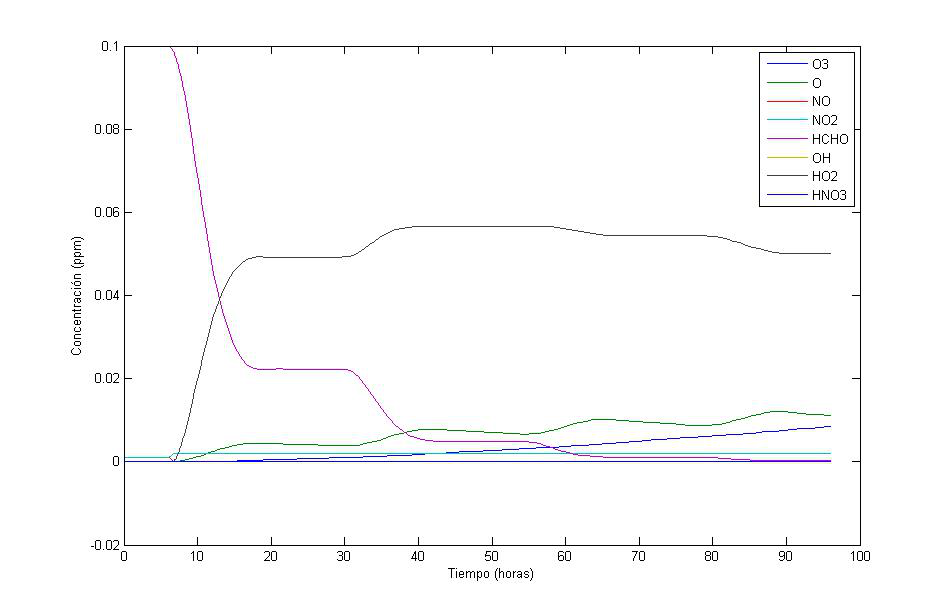 0.1
0.08
0.06
0.04
0.02
0
-0.02
Concentración (ppm)
0 10 20 30 40 50 60 70 80 90 100
Tiempo (horas)
O3
O
NO
NO2
HCHO
OH
HO2
HNO3